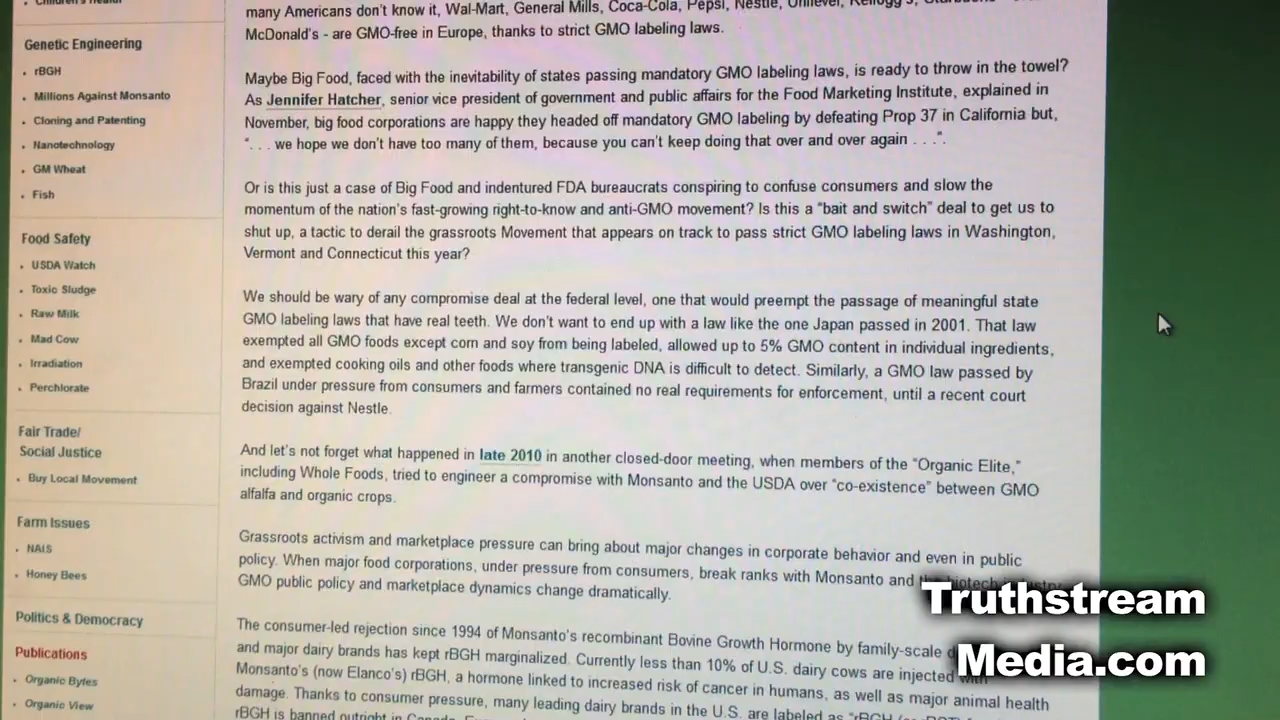 Children's Health
Genetic Engineering
rBGH
Millions Against Monsanto
Cloning and Patenting
Nanotechnology
GM Wheat
Fish
Food Safety
USDA Watch
Toxic Sludge
Raw Milk
Mad Cow
Irradiation
Perchlorate
Fair Trade/
Social Justice
Buy Local Movement
Farm Issues
NAIS
Honey Bees
Politics & Democracy
Publications
Organic Bytes
Organic View
many Americans don't know it, Wal-Mart, General Mills, Coca-Cola, Pepsi, Nestle, Unilever, Kellogg's,
McDonald's - are GMO-free in Europe, thanks to strict GMO labeling laws.
Maybe Big Food, faced with the inevitability of states passing mandatory GMO labeling laws, is ready to throw in the towel?
As Jennifer Hatcher, senior vice president of government and public affairs for the Food Marketing Institute, explained in
November, big food corporations are happy they headed off mandatory GMO labeling by defeating Prop 37 in California but,
". . . we hope we don't have too many of them, because you can't keep doing that over and over again . . .".
Or is this just a case of Big Food and indentured FDA bureaucrats conspiring to confuse consumers and slow the
momentum of the nation's fast-growing right-to-know and anti-GMO movement? Is this a "bait and switch" deal to get us to
shut up, a tactic to derail the grassroots Movement that appears on track to pass strict GMO labeling laws in Washington,
Vermont and Connecticut this year?
We should be wary of any compromise deal at the federal level, one that would preempt the passage of meaningful state
GMO labeling laws that have real teeth. We don't want to end up with a law like the one Japan passed in 2001. That law
exempted all GMO foods except corn and soy from being labeled, allowed up to 5% GMO content in individual ingredients,
and exempted cooking oils and other foods where transgenic DNA is difficult to detect. Similarly, a GMO law passed by
Brazil under pressure from consumers and farmers contained no real requirements for enforcement, until a recent court
decision against Nestle.
And let's not forget what happened in late 2010 in another closed-door meeting, when members of the "Organic Elite,"
including Whole Foods, tried to engineer a compromise with Monsanto and the USDA over "co-existence" between GMO
alfalfa and organic crops.
Grassroots activism and marketplace pressure can bring about major changes in corporate behavior and even in public
policy. When major food corporations, under pressure from consumers, break ranks with Monsanto and the biotech industry
GMO public policy and marketplace dynamics change dramatically.
The consumer-led rejection since 1994 of Monsanto's recombinant Bovine Growth Hormone by family-scale
and major dairy brands has kept rBGH marginalized. Currently less than 10% of U.S. dairy cows are injected with
Monsanto's (now Elanco's) rBGH, a hormone linked to increased risk of cancer in humans, as well as major animal health
damage. Thanks to consumer pressure, many leading dairy brands in the U.S. are labeled as "rBGH
rBGH is banned outright in
Truthstream
Media.com